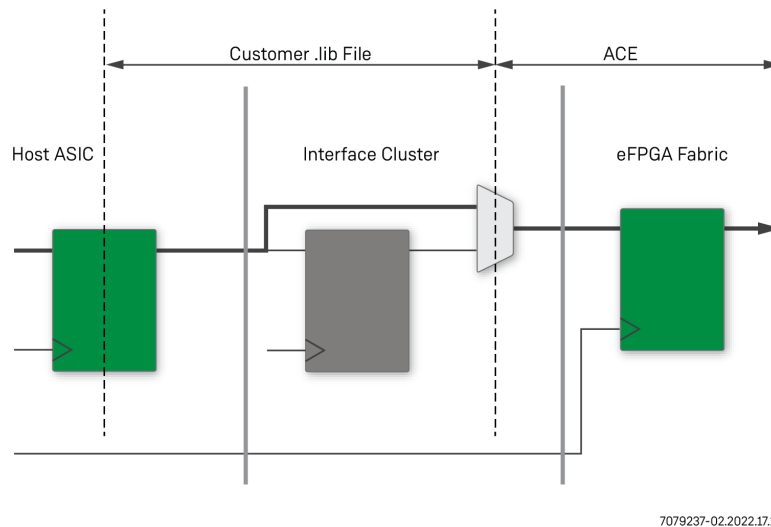 Customer .lib File
ACE
Host ASIC
Interface Cluster
eFPGA Fabric
7079237-02.2022.17.